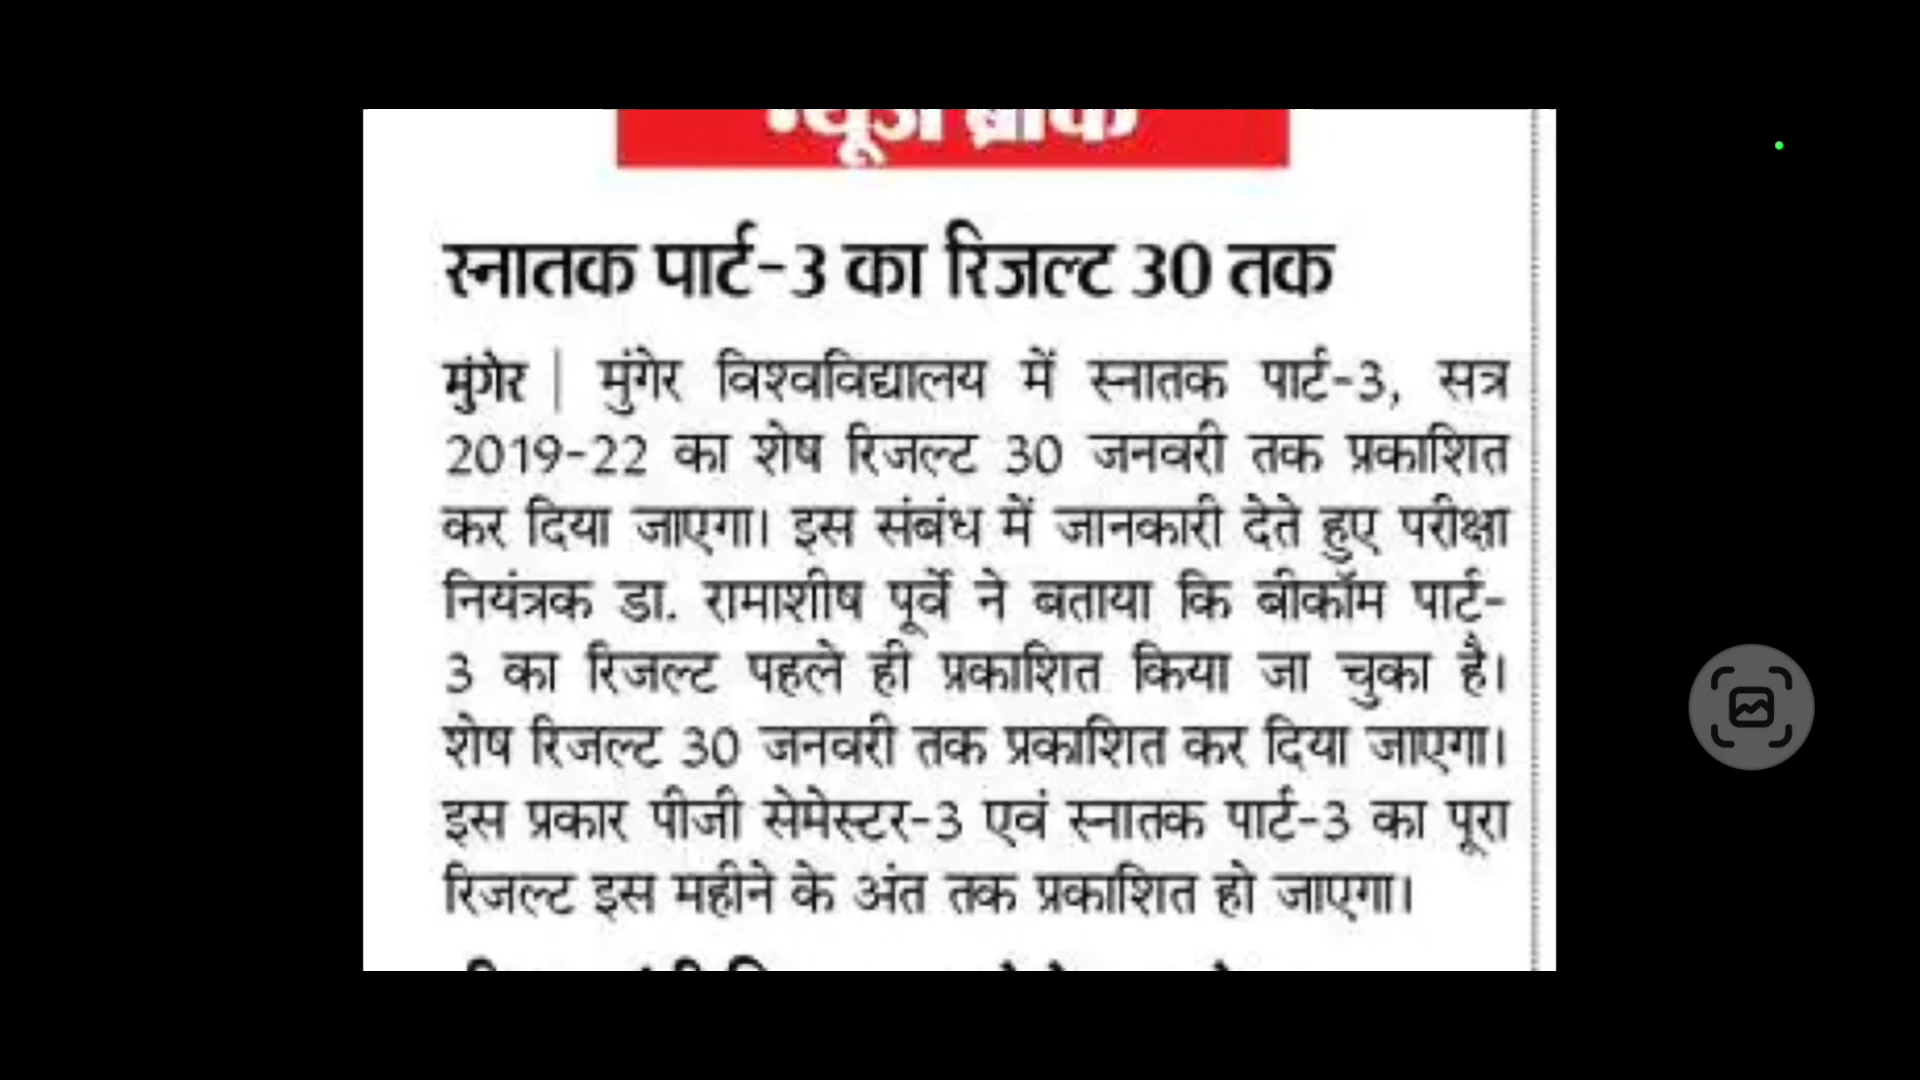 न्यूज ब्रीफ
स्नातक पार्ट-3 का रिजल्ट 30 तक
मुंगेर | मुंगेर विश्वविद्यालय में स्नातक पार्ट-3, सत्र
2019-22 का शेष रिजल्ट 30 जनवरी तक प्रकाशित
कर दिया जाएगा। इस संबंध में जानकारी देते हुए परीक्षा
नियंत्रक डा. रामाशीष पूर्वे ने बताया कि बीकॉम पार्ट-
3 का रिजल्ट पहले ही प्रकाशित किया जा चुका है।
शेष रिजल्ट 30 जनवरी तक प्रकाशित कर दिया जाएगा।
इस प्रकार पीजी सेमेस्टर-3 एवं स्नातक पार्ट-3 का पूरा
रिजल्ट इस महीने के अंत तक प्रकाशित हो जाएगा।